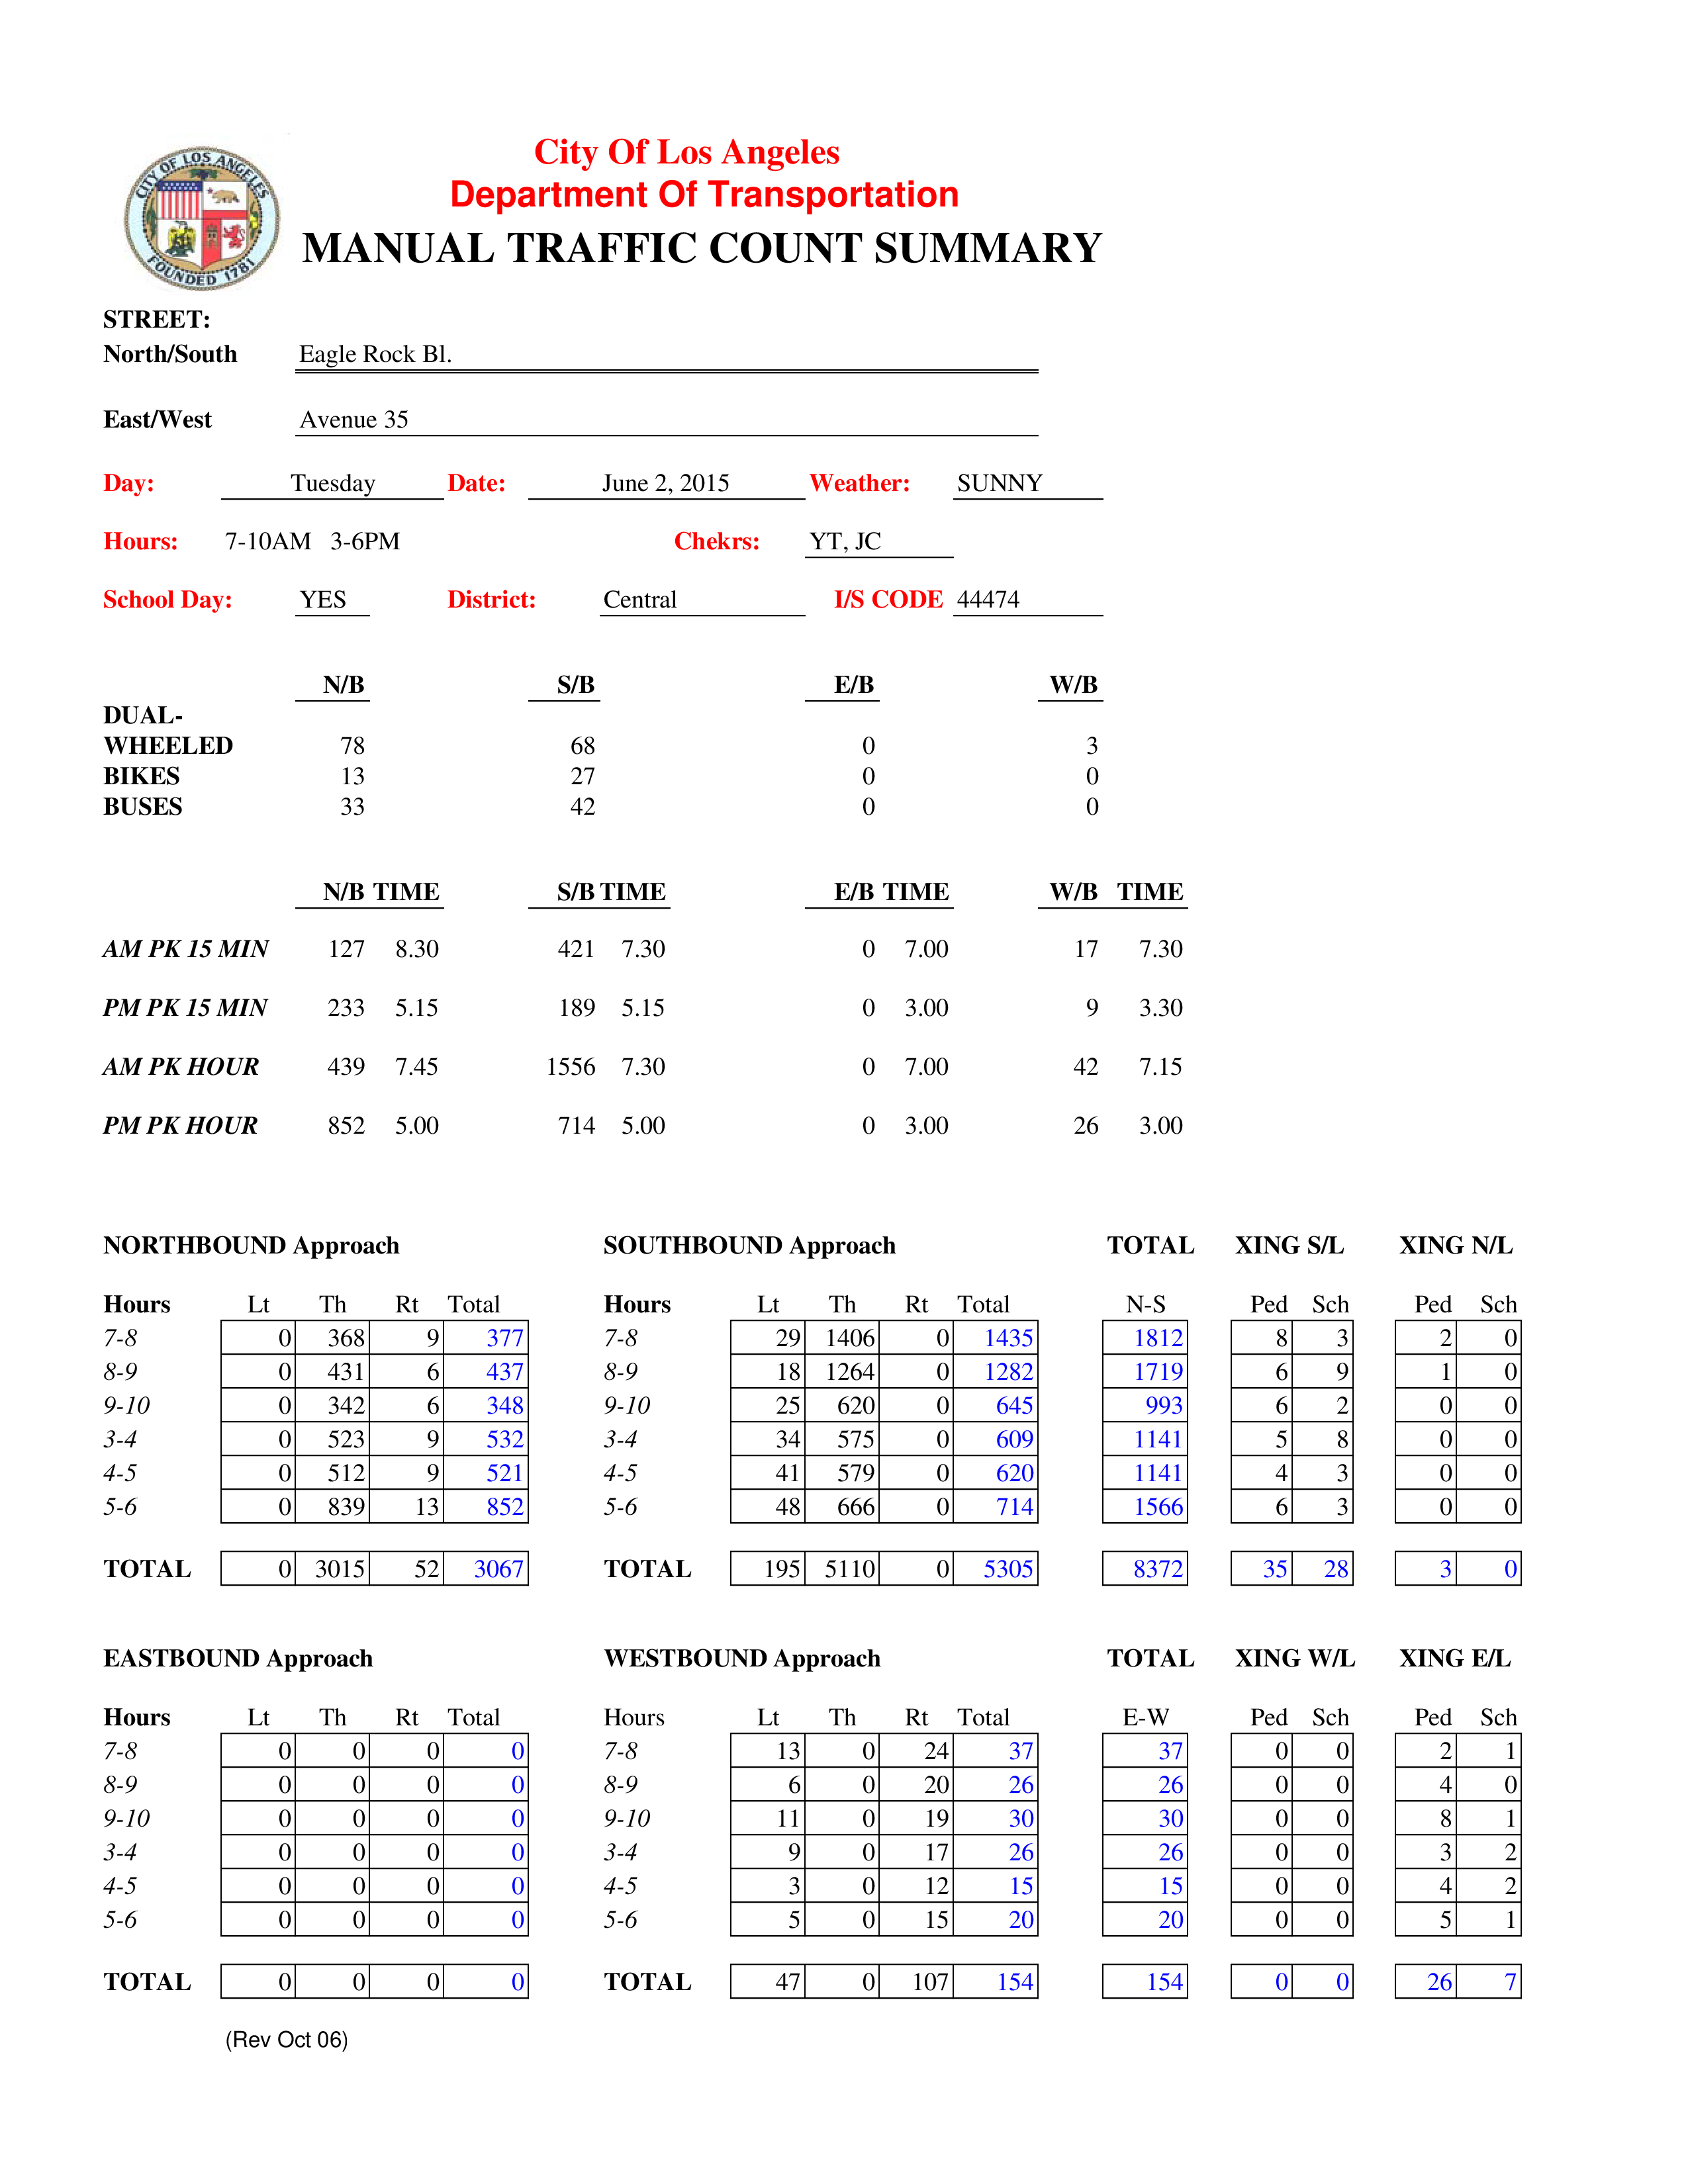 CITY OF LOS ANGELES
FOUNDED 1781
City Of Los Angeles
Department Of Transportation
MANUAL TRAFFIC COUNT SUMMARY
STREET:
North/South Eagle Rock Bl.
East/West Avenue 35
Day: Tuesday Date: June 2, 2015 Weather: SUNNY
Hours: 7-10AM 3-6PM Chekrs: YT, JC
School Day: YES District: Central I/S CODE 44474
N/B S/B E/B W/B
DUAL-
WHEELED 78 68 0 3
BIKES 13 27 0 0
BUSES 33 42 0 0
N/B TIME S/B TIME E/B TIME W/B TIME
AM PK 15 MIN 127 8.30 421 7.30 0 7.00 17 7.30
PM PK 15 MIN 233 5.15 189 5.15 0 3.00 9 3.30
AM PK HOUR 439 7.45 1556 7.30 0 7.00 42 7.15
PM PK HOUR 852 5.00 714 5.00 0 3.00 26 3.00
NORTHBOUND Approach SOUTHBOUND Approach TOTAL XING S/L XING N/L
Hours Lt Th Rt Total Hours Lt Th Rt Total N-S Ped Sch Ped Sch
7-8 0 368 9 377 7-8 29 1406 0 1435 1812 8 3 2 0
8-9 0 431 6 437 8-9 18 1264 0 1282 1719 6 9 1 0
9-10 0 342 6 348 9-10 25 620 0 645 993 6 2 0 0
3-4 0 523 9 532 3-4 34 575 0 609 1141 5 8 0 0
4-5 0 512 9 521 4-5 41 579 0 620 1141 4 3 0 0
5-6 0 839 13 852 5-6 48 666 0 714 1566 6 3 0 0
TOTAL 0 3015 52 3067 TOTAL 195 5110 0 5305 8372 35 28 3 0
EASTBOUND Approach WESTBOUND Approach TOTAL XING W/L XING E/L
Hours Lt Th Rt Total Hours Lt Th Rt Total E-W Ped Sch Ped Sch
7-8 0 0 0 0 7-8 13 0 24 37 37 0 0 2 1
8-9 0 0 0 0 8-9 6 0 20 26 26 0 0 4 0
9-10 0 0 0 0 9-10 11 0 19 30 30 0 0 8 1
3-4 0 0 0 0 3-4 9 0 17 26 26 0 0 3 2
4-5 0 0 0 0 4-5 3 0 12 15 15 0 0 4 2
5-6 0 0 0 0 5-6 5 0 15 20 20 0 0 5 1
TOTAL 0 0 0 0 TOTAL 47 0 107 154 154 0 0 26 7
(Rev Oct 06)